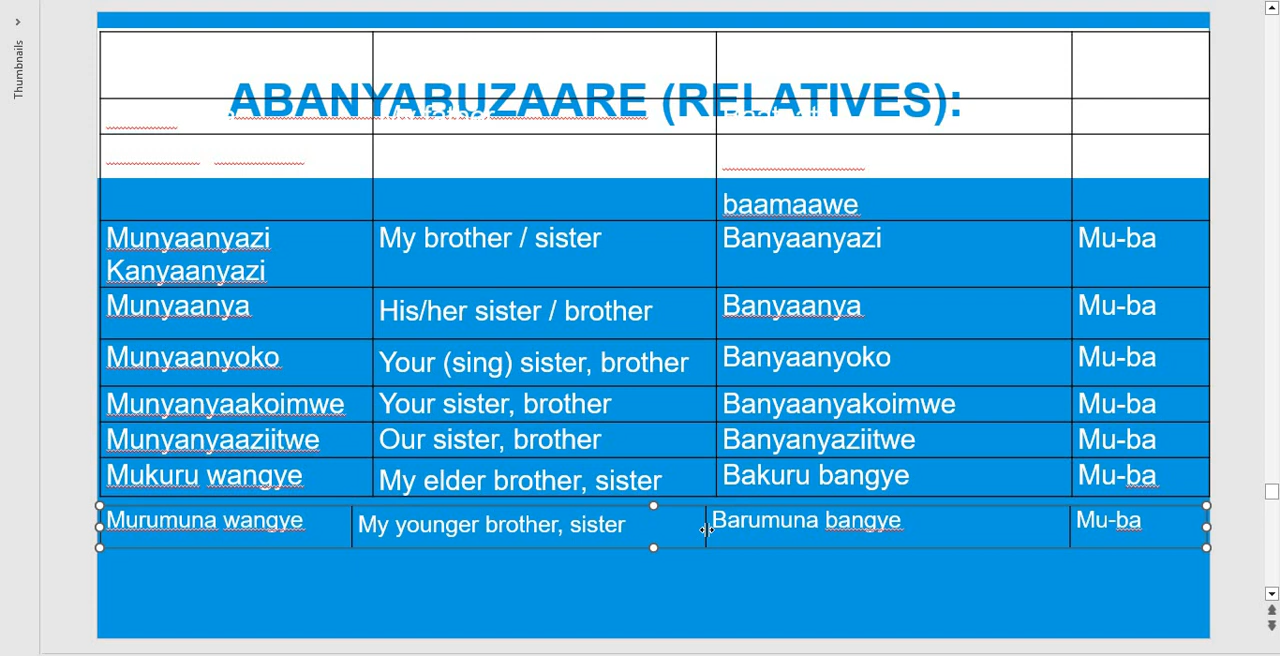 Thumbnails
ABANYABUZAARE (RELATIVES):
My father
baamaawe
Munyaanyazi My brother / sister Banyaanyazi Mu-ba
Kanyaanyazi
Munyaanya His/her sister / brother Banyaanya Mu-ba
Munyaanyoko Your (sing) sister, brother Banyaanyoko Mu-ba
Munyanyaakoimwe Your sister, brother Banyaanyakoimwe Mu-ba
Munyanyaaziitwe Our sister, brother Banyanyaziitwe Mu-ba
Mukuru wangye My elder brother, sister Bakuru bangye Mu-ba
Murumuna wangye My younger brother, sister Barumuna bangye Mu-ba